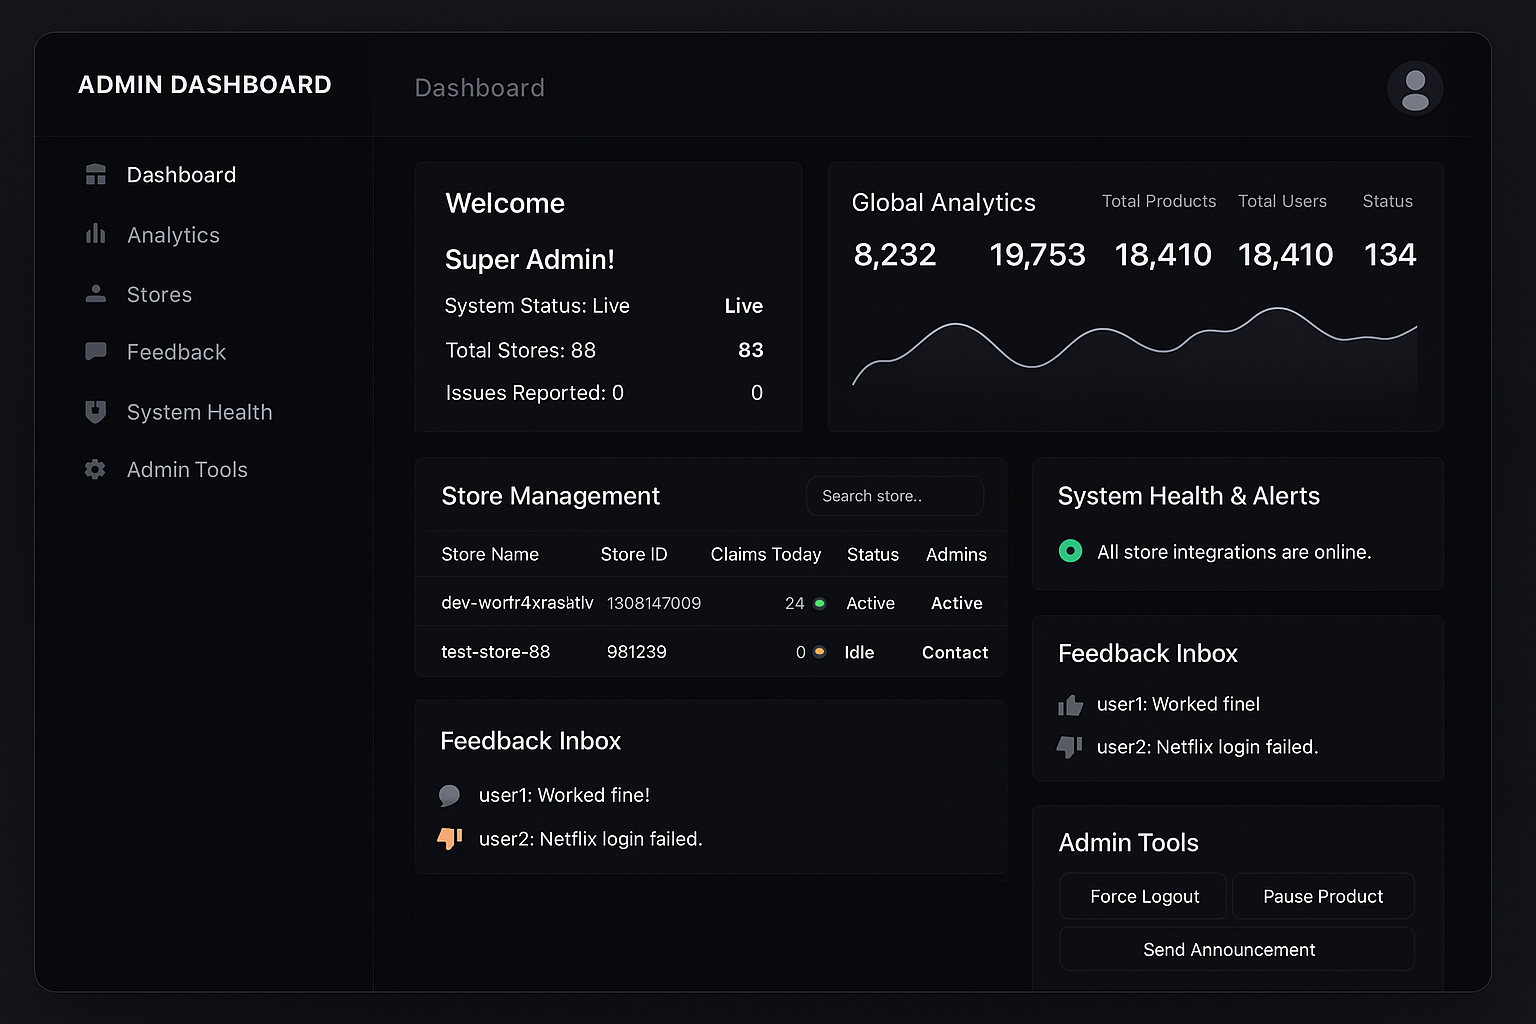 ADMIN DASHBOARD
Dashboard
Dashboard
Analytics
Stores
Feedback
System Health
Admin Tools
Welcome
Super Admin!
System Status: Live Live
Total Stores: 88 83
Issues Reported: 0 0
Global Analytics Total Products Total Users Status
8,232 19,753 18,410 18,410 134
Store Management Search store..
Store Name Store ID Claims Today Status Admins
1308147009 24 Active Active
test-store-88 981239 0 Idle Contact
System Health & Alerts
All store integrations are online.
Feedback Inbox
user1: Worked fine!
user2: Netflix login failed.
Feedback Inbox
user1: Worked finel
user2: Netflix login failed.
Admin Tools
Force Logout Pause Product
Send Announcement